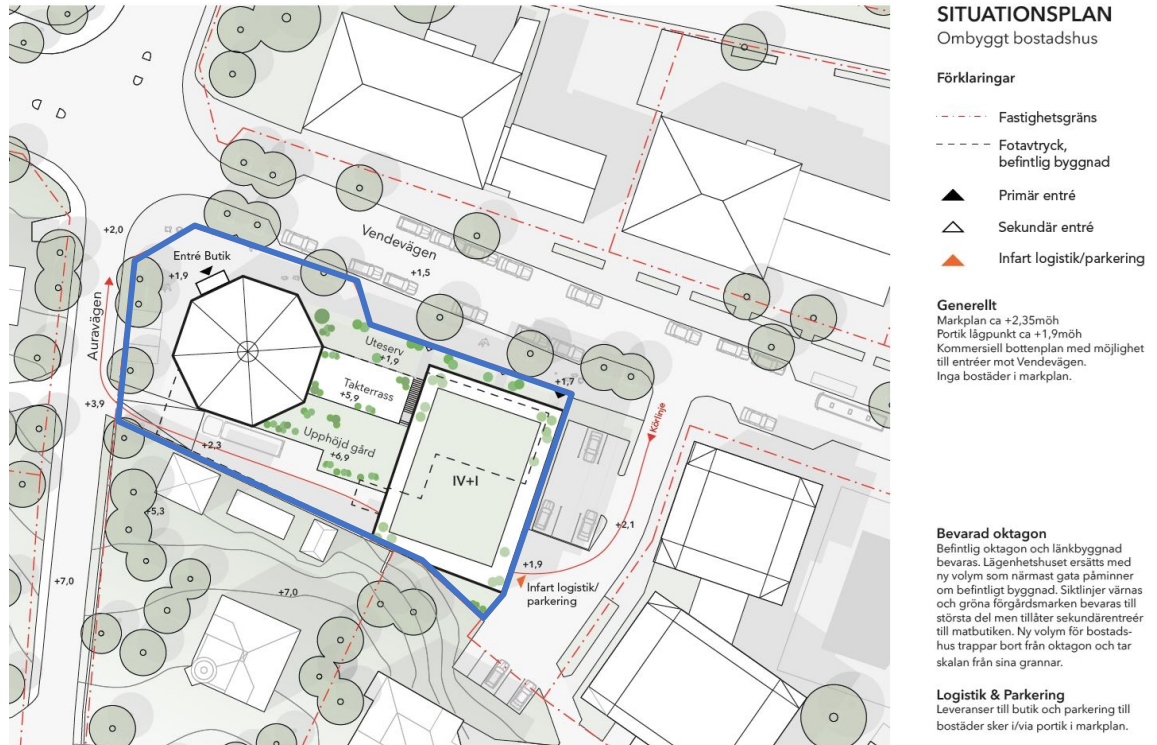 SITUATIONSPLAN
Ombyggt bostadshus
Förklaringar
Fastighetsgräns
Fotavtryck,
befintlig byggnad
Primär entré
Sekundär entré
Infart logistik/parkering
Generellt
Markplan ca +2,35möh
Portik lågpunkt ca +1,9möh
Kommersiell bottenplan med möjlighet
till entréer mot Vendevägen.
Inga bostäder i markplan.
Bevarad oktagon
Befintlig oktagon och länkbyggnad
bevaras. Lägenhetshuset ersätts med
ny volym som närmast gata påminner
om befintligt byggnad. Siktlinjer värnas
och gröna förgårdsmarken bevaras till
största del men tillåter sekundärentreér
till matbutiken. Ny volym för bostads-
hus trappar bort från oktagon och tar
skalan från sina grannar.
Logistik & Parkering
Leveranser till butik och parkering till
bostäder sker i/via portik i markplan.
+2,0
Vendevägen
Entré Butik
+1,9
+1,5
Auravägen
Uteserv
+1,9
+1,7
Takterrass
+5,9
+3,9
Körlinje
Upphöjd gård
+6,9
+2,3
IV+I
+5,3
+2,1
+1,9
Infart logistik/
parkering
+7,0
+7,0